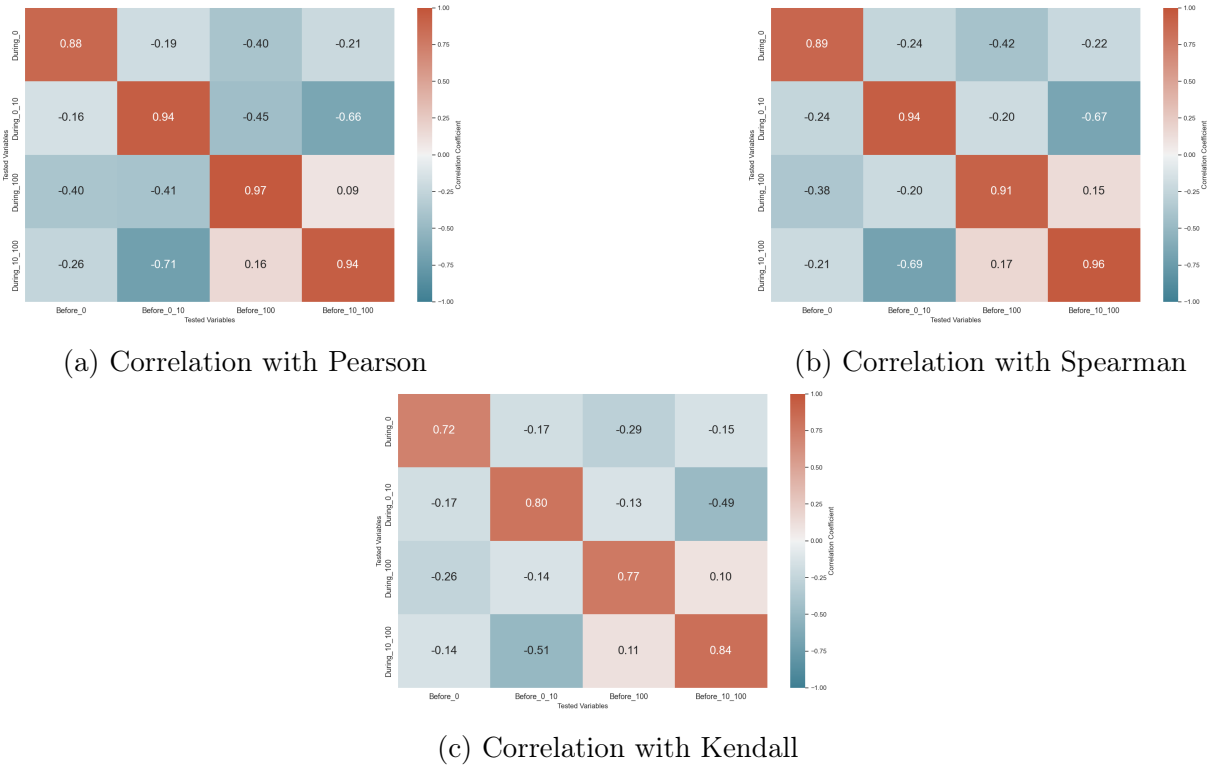 During_0 0.88 -0.19 -0.40 -0.21
During_0_10 -0.16 0.94 -0.45 -0.66
During_100 -0.40 -0.41 0.97 0.09
During_10_100 -0.26 -0.71 0.16 0.94
Tested Variables
Before_0 Before_0_10 Before_100 Before_10_100
Tested Variables
1.00
0.75
0.50
0.25
0.00
−0.25
−0.50
−0.75
−1.00
Correlation Coefficient
(a) Correlation with Pearson
During_0 0.89 -0.24 -0.42 -0.22
During_0_10 -0.24 0.94 -0.20 -0.67
During_100 -0.38 -0.20 0.91 0.15
During_10_100 -0.21 -0.69 0.17 0.96
Tested Variables
Before_0 Before_0_10 Before_100 Before_10_100
Tested Variables
1.00
0.75
0.50
0.25
0.00
−0.25
−0.50
−0.75
−1.00
Correlation Coefficient
(b) Correlation with Spearman
During_0 0.72 -0.17 -0.29 -0.15
During_0_10 -0.17 0.80 -0.13 -0.49
During_100 -0.26 -0.14 0.77 0.10
During_10_100 -0.14 -0.51 0.11 0.84
Tested Variables
Before_0 Before_0_10 Before_100 Before_10_100
Tested Variables
1.00
0.75
0.50
0.25
0.00
−0.25
−0.50
−0.75
−1.00
Correlation Coefficient
(c) Correlation with Kendall